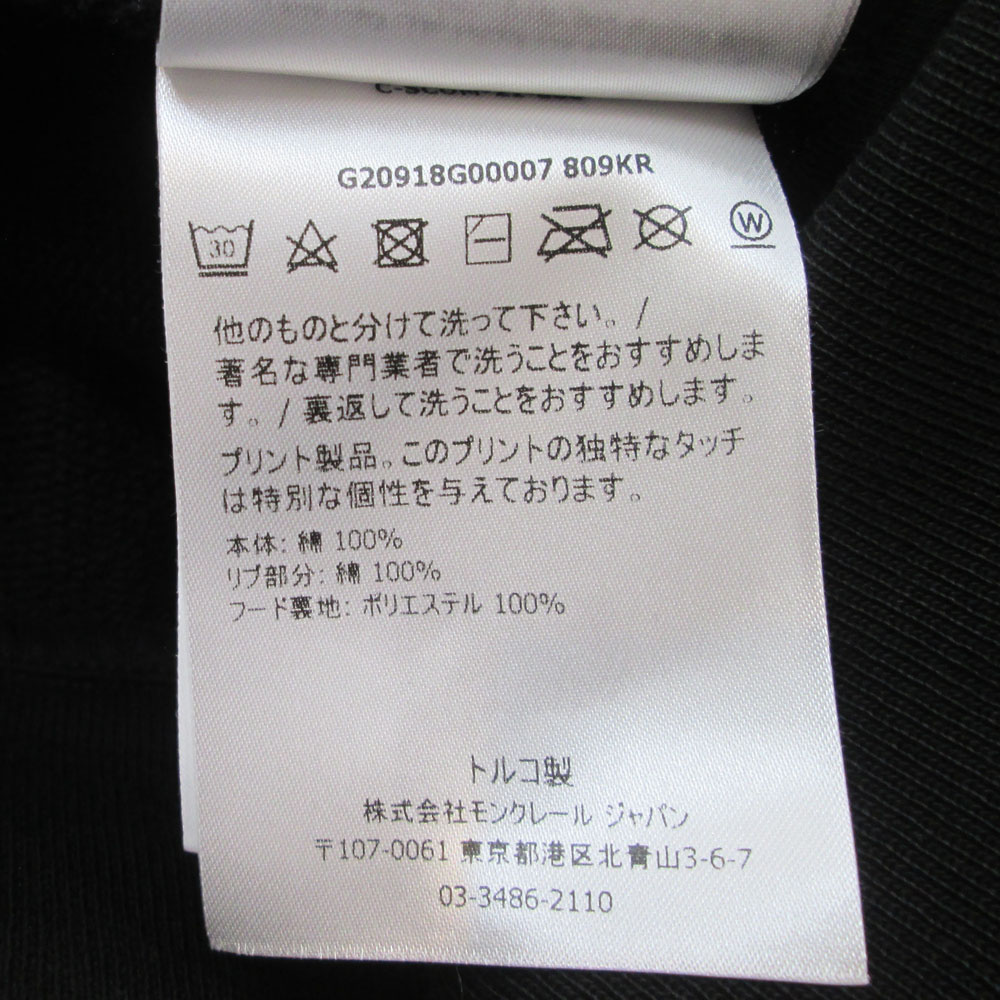 G20918G00007 809KR
30
W
他のものと分けて洗って下さい。/
著名な専門業者で洗うことをおすすめしま
す。/ 裏返して洗うことをおすすめします。
プリント製品。このプリントの独特なタッチ
は特別な個性を与えております。
本体: 綿 100%
リブ部分: 綿 100%
フード裏地: ポリエステル 100%
トルコ製
株式会社モンクレール ジャパン
〒107-0061 東京都港区北青山3-6-7
03-3486-2110